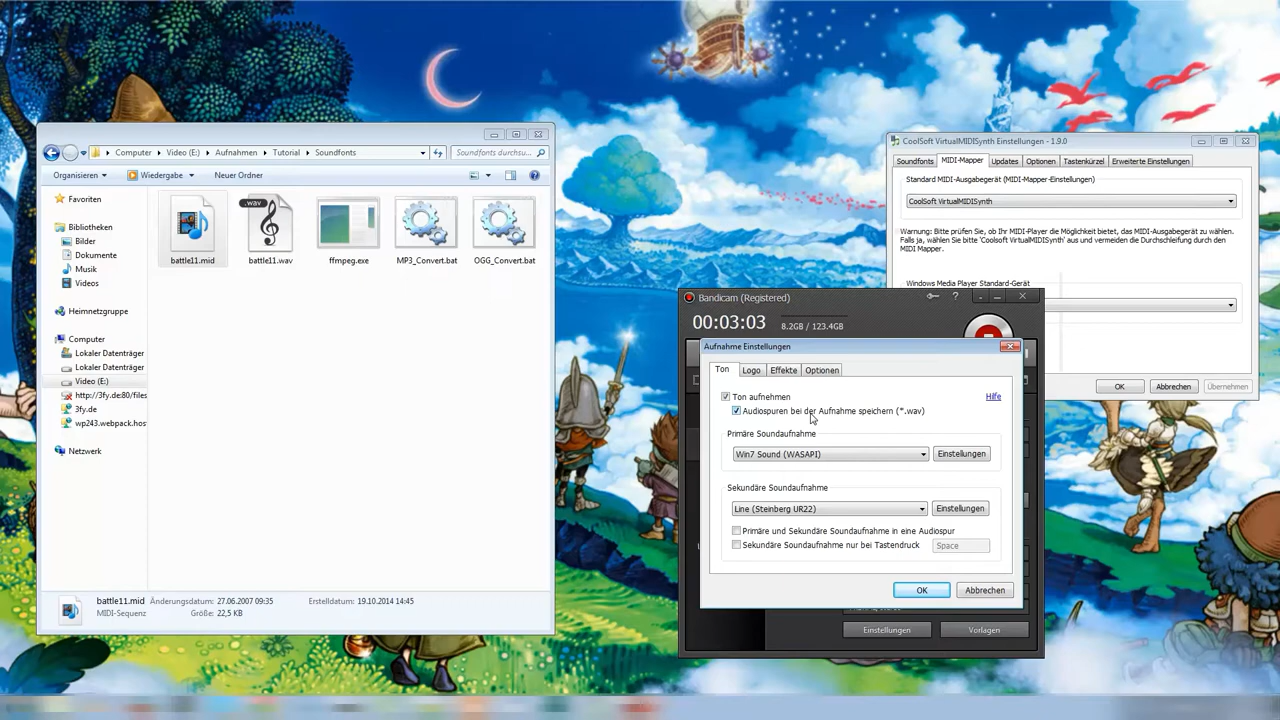 Computer ▸ Video (E:) ▸ Aufnahmen ▸ Tutorial ▸ Soundfonts
Soundfonts durchsu...
Organisieren
Wiedergabe
Neuer Ordner
Favoriten
Bibliotheken
Bilder
Dokumente
Musik
Videos
Heimnetzgruppe
Computer
Lokaler Datenträger
Lokaler Datenträger
Video (E:)
http://3fy.de:80/files
3fy.de
wp243.webpack.hos
Netzwerk
battle11.mid
.wav
battle11.wav
ffmpeg.exe
MP3_Convert.bat
OGG_Convert.bat
battle11.mid Änderungsdatum: 27.06.2007 09:35 Erstelldatum: 19.10.2014 14:45
MIDI-Sequenz Größe: 22,5 KB
CoolSoft VirtualMIDISynth Einstellungen - 1.9.0
Soundfonts MIDI-Mapper Updates Optionen Tastenkürzel Erweiterte Einstellungen
Standard MIDI-Ausgabegerät (MIDI-Mapper-Einstellungen)
CoolSoft VirtualMIDISynth
Warnung: Bitte prüfen Sie, ob Ihr MIDI-Player die Möglichkeit bietet, das MIDI-Ausgabegerät zu wählen.
Falls ja, wählen Sie bitte 'Coolsoft VirtualMIDISynth' aus und vermeiden die Durchschleifung durch den
MIDI Mapper.
Windows Media Player Standard-Gerät
OK Abbrechen Übernehmen
Bandicam (Registered)
?
00:03:03 8.2GB / 123.4GB
Aufnahme Einstellungen
Ton Logo Effekte Optionen
Ton aufnehmen
Hilfe
Audiospuren bei der Aufnahme speichern (*.wav)
Primäre Soundaufnahme
Win7 Sound (WASAPI) Einstellungen
Sekundäre Soundaufnahme
Line (Steinberg UR22) Einstellungen
Primäre und Sekundäre Soundaufnahme in eine Audiospur
Sekundäre Soundaufnahme nur bei Tastendruck Space
OK Abbrechen
Einstellungen Vorlagen